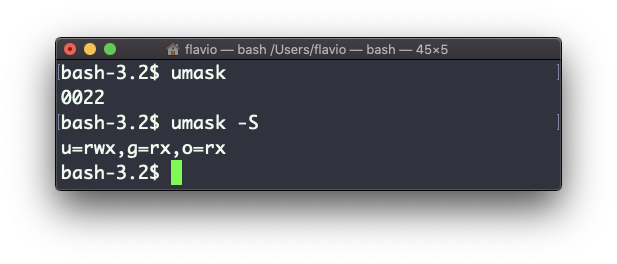 flavio — bash /Users/flavio — bash — 45×5
bash-3.2$ umask
0022
bash-3.2$ umask -S
u=rwx,g=rx,o=rx
bash-3.2$